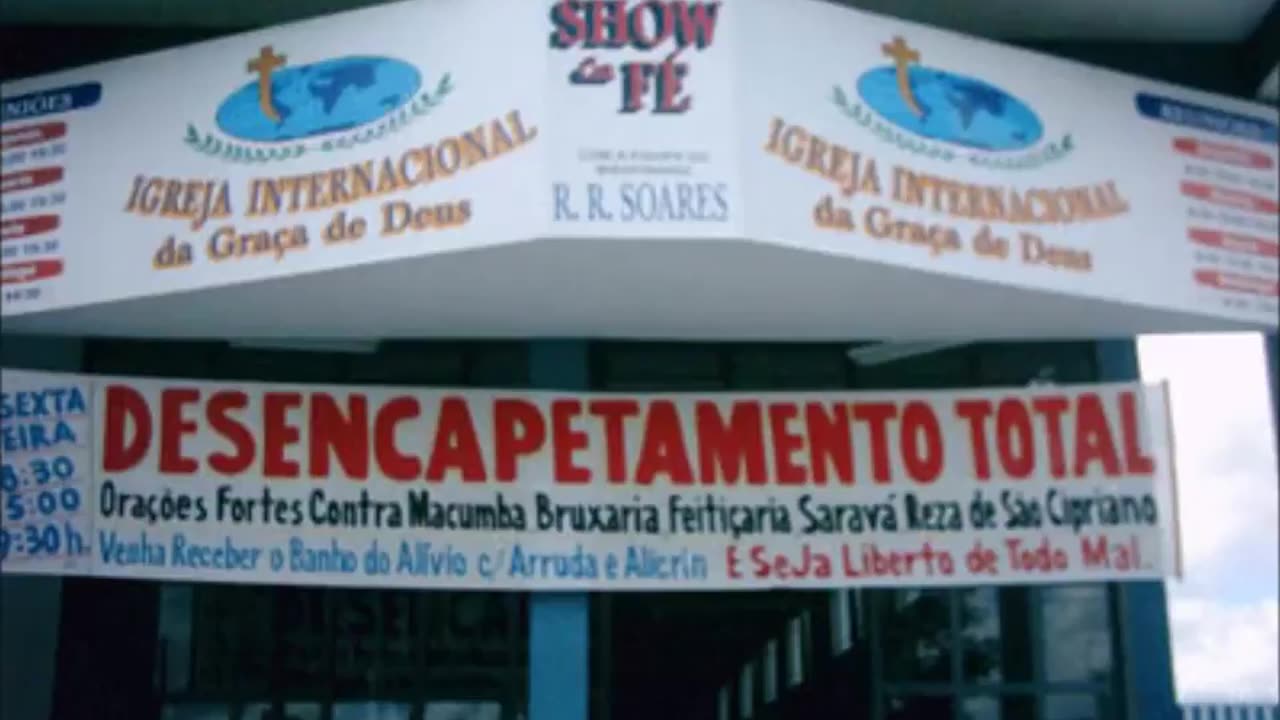 SHOW
da
FÉ
R. R. SOARES
IGREJA INTERNACIONAL
da Graça de Deus
IGREJA INTERNACIONAL
da Graça de Deus
SEXTA
EIRA
8:30
5:00
9:30 h.
DESENCAPETAMENTO TOTAL
Orações Fortes Contra Macumba Bruxaria Feitiçaria Saravá Reza de São Cipriano
Venha Receber o Banho do Alívio c/ Arruda e Alicrin E SeJa Liberto de Todo Mal.